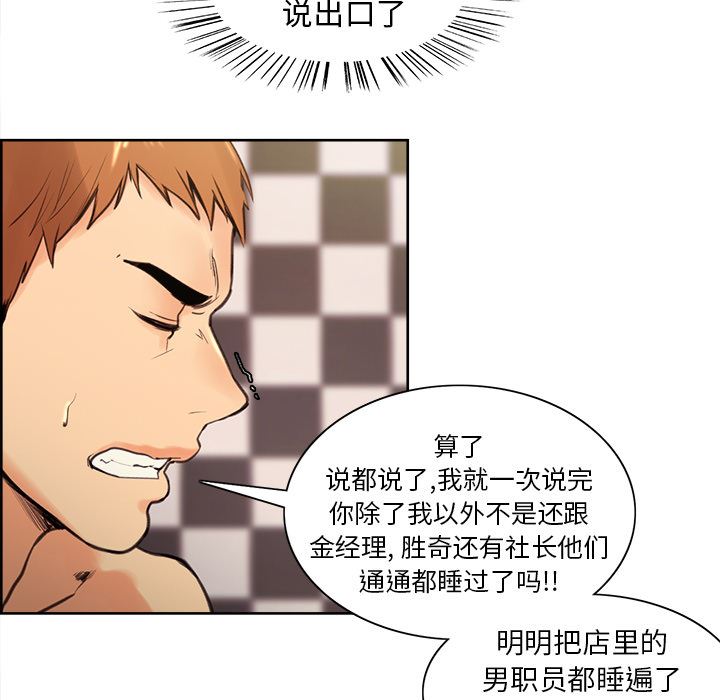 说出口了
算了
说都说了,我就一次说完
你除了我以外不是还跟
金经理, 胜奇还有社长他们
通通都睡过了吗!!
明明把店里的
男职员都睡遍了